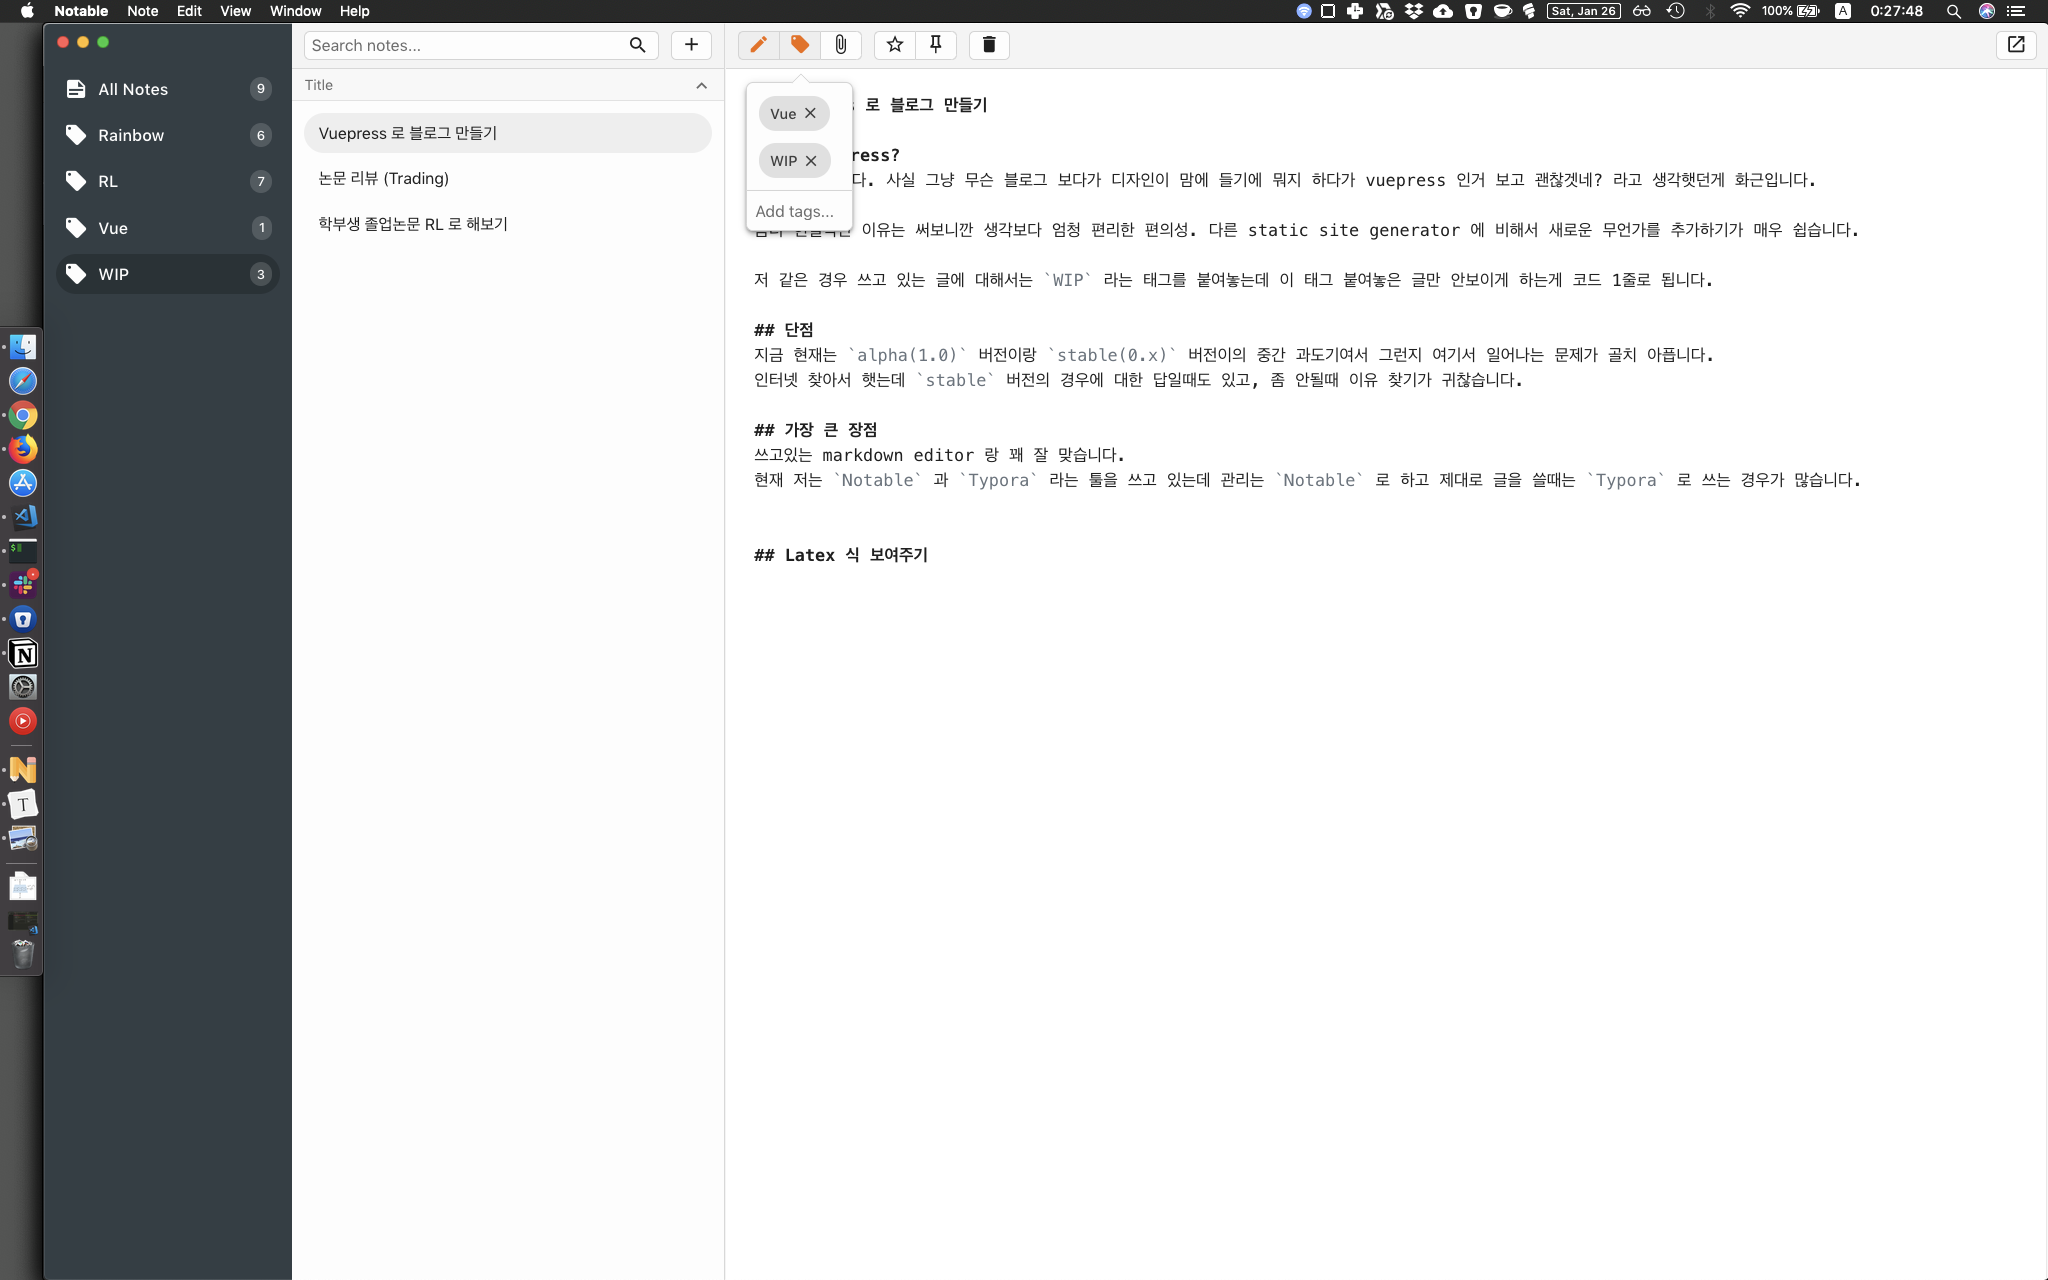 Notable Note Edit View Window Help
Sat, Jan 26
100%
A
0:27:48
All Notes 9
Rainbow 6
RL 7
Vue 1
WIP 3
Search notes...
Title
Vuepress 로 블로그 만들기
논문 리뷰 (Trading)
학부생 졸업논문 RL 로 해보기
Vue
WIP
Add tags...
로 블로그 만들기
ress?
다. 사실 그냥 무슨 블로그 보다가 디자인이 맘에 들기에 뭐지 하다가 vuepress 인거 보고 괜찮겟네? 라고 생각햇던게 화근입니다.
이유는 써보니깐 생각보다 엄청 편리한 편의성. 다른 static site generator 에 비해서 새로운 무언가를 추가하기가 매우 쉽습니다.
저 같은 경우 쓰고 있는 글에 대해서는 `WIP` 라는 태그를 붙여놓는데 이 태그 붙여놓은 글만 안보이게 하는게 코드 1줄로 됩니다.
## 단점
지금 현재는 `alpha(1.0)` 버전이랑 `stable(0.x)` 버전이의 중간 과도기여서 그런지 여기서 일어나는 문제가 골치 아픕니다.
인터넷 찾아서 햇는데 `stable` 버전의 경우에 대한 답일때도 있고, 좀 안될때 이유 찾기가 귀찮습니다.
## 가장 큰 장점
쓰고있는 markdown editor 랑 꽤 잘 맞습니다.
현재 저는 `Notable` 과 `Typora` 라는 툴을 쓰고 있는데 관리는 `Notable` 로 하고 제대로 글을 쓸때는 `Typora` 로 쓰는 경우가 많습니다.
## Latex 식 보여주기